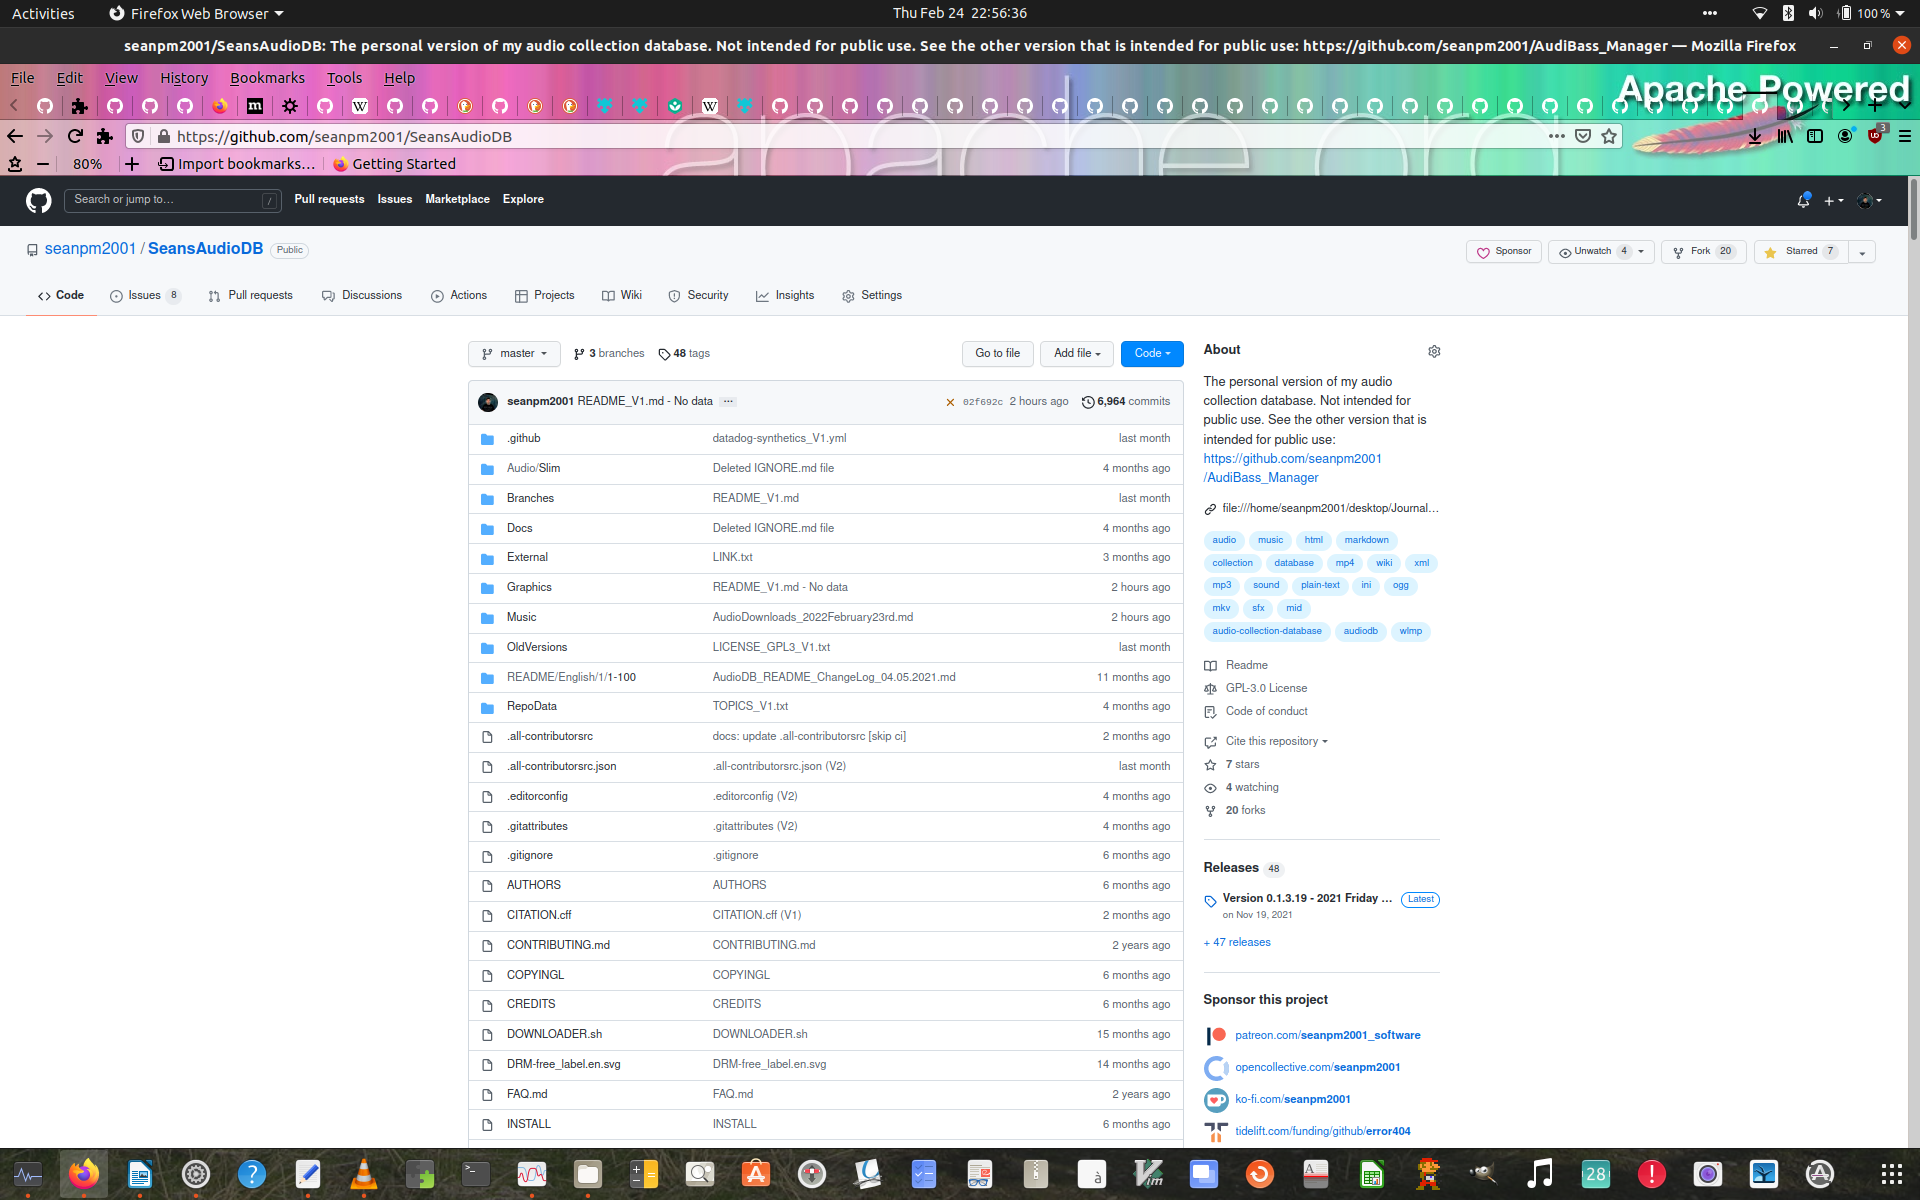 Activities
Firefox Web Browser
Thu Feb 24 22:56:36
100 %
seanpm2001/SeansAudioDB: The personal version of my audio collection database. Not intended for public use. See the other version that is intended for public use: https://github.com/seanpm2001/AudiBass_Manager — Mozilla Firefox
File Edit View History Bookmarks Tools Help
Apache Powered
https://github.com/seanpm2001/SeansAudioDB
3
80%
Import bookmarks…
Getting Started
Search or jump to…
/
Pull requests Issues Marketplace Explore
seanpm2001 / SeansAudioDB Public
Sponsor
Unwatch 4
Fork 20
Starred 7
Code
Issues 8
Pull requests
Discussions
Actions
Projects
Wiki
Security
Insights
Settings
master
3 branches
48 tags
Go to file
Add file
Code
seanpm2001 README_V1.md - No data ...
02f692c 2 hours ago
6,964 commits
.github datadog-synthetics_V1.yml last month
Audio/Slim Deleted IGNORE.md file 4 months ago
Branches README_V1.md last month
Docs Deleted IGNORE.md file 4 months ago
External LINK.txt 3 months ago
Graphics README_V1.md - No data 2 hours ago
Music AudioDownloads_2022February23rd.md 2 hours ago
OldVersions LICENSE_GPL3_V1.txt last month
README/English/1/1-100 AudioDB_README_ChangeLog_04.05.2021.md 11 months ago
RepoData TOPICS_V1.txt 4 months ago
.all-contributorsrc docs: update .all-contributorsrc [skip ci] 2 months ago
.all-contributorsrc.json .all-contributorsrc.json (V2) last month
.editorconfig .editorconfig (V2) 4 months ago
.gitattributes .gitattributes (V2) 4 months ago
.gitignore .gitignore 6 months ago
AUTHORS AUTHORS 6 months ago
CITATION.cff CITATION.cff (V1) 2 months ago
CONTRIBUTING.md CONTRIBUTING.md 2 years ago
COPYINGL COPYINGL 6 months ago
CREDITS CREDITS 6 months ago
DOWNLOADER.sh DOWNLOADER.sh 15 months ago
DRM-free_label.en.svg DRM-free_label.en.svg 14 months ago
FAQ.md FAQ.md 2 years ago
INSTALL INSTALL 6 months ago
About
The personal version of my audio
collection database. Not intended for
public use. See the other version that is
intended for public use:
https://github.com/seanpm2001
/AudiBass_Manager
file:///home/seanpm2001/desktop/Journal…
audio music html markdown
collection database mp4 wiki xml
mp3 sound plain-text ini ogg
mkv sfx mid
audio-collection-database audiodb wlmp
Readme
GPL-3.0 License
Code of conduct
Cite this repository
7 stars
4 watching
20 forks
Releases 48
Version 0.1.3.19 - 2021 Friday ... Latest
on Nov 19, 2021
+ 47 releases
Sponsor this project
patreon.com/seanpm2001_software
opencollective.com/seanpm2001
ko-fi.com/seanpm2001
tidelift.com/funding/github/error404
28